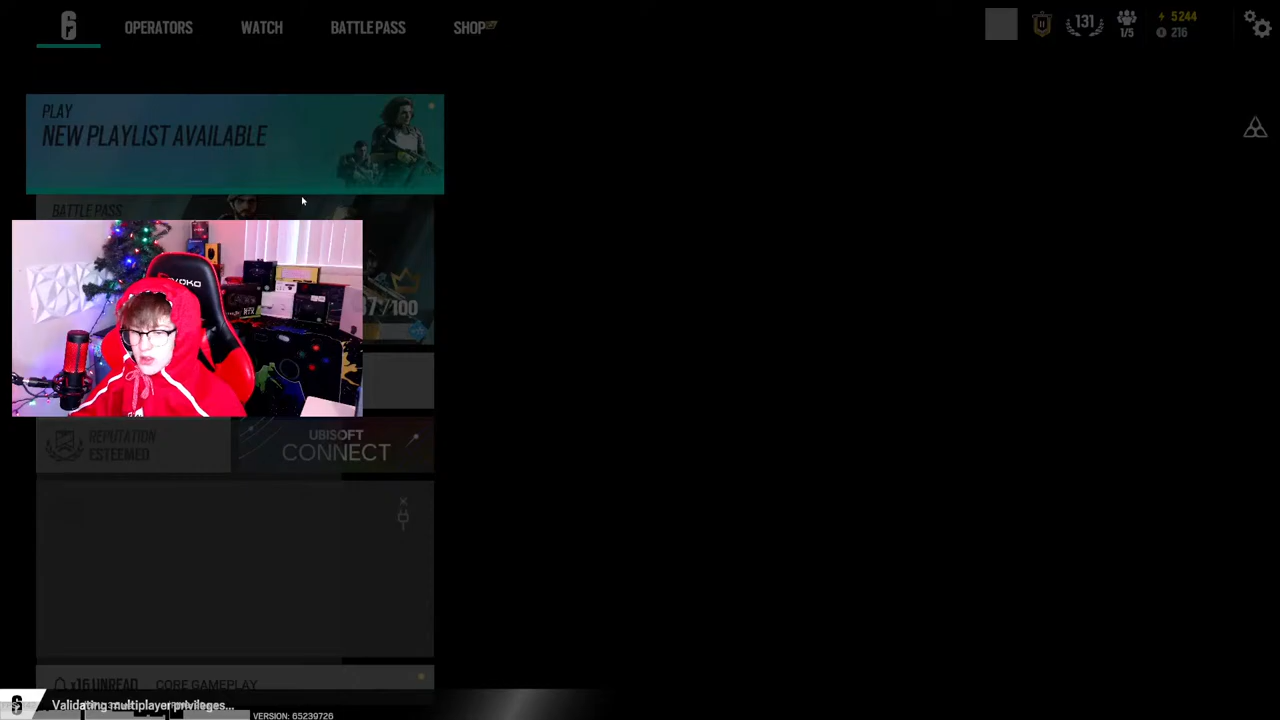 OPERATORS
WATCH
BATTLE PASS
SHOP
131
1/5
5244
216
PLAY
NEW PLAYLIST AVAILABLE
BATTLE PASS
/100
REPUTATION
ESTEEMED
UBISOFT
CONNECT
x16 UNREAD
CORE GAMEPLAY
Validating multiplayer privileges...
VERSION: 65239726